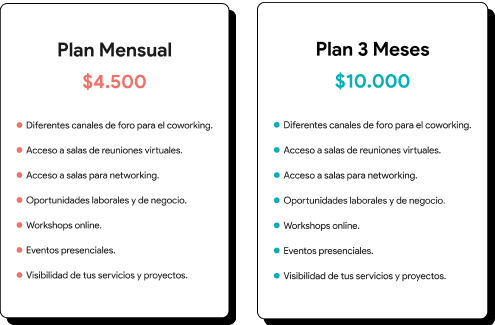 Plan Mensual
$4.500
Diferentes canales de foro para el coworking.
Acceso a salas de reuniones virtuales.
Acceso a salas para networking.
Oportunidades laborales y de negocio.
Workshops online.
Eventos presenciales.
Visibilidad de tus servicios y proyectos.
Plan 3 Meses
$10.000
Diferentes canales de foro para el coworking.
Acceso a salas de reuniones virtuales.
Acceso a salas para networking.
Oportunidades laborales y de negocio.
Workshops online.
Eventos presenciales.
Visibilidad de tus servicios y proyectos.